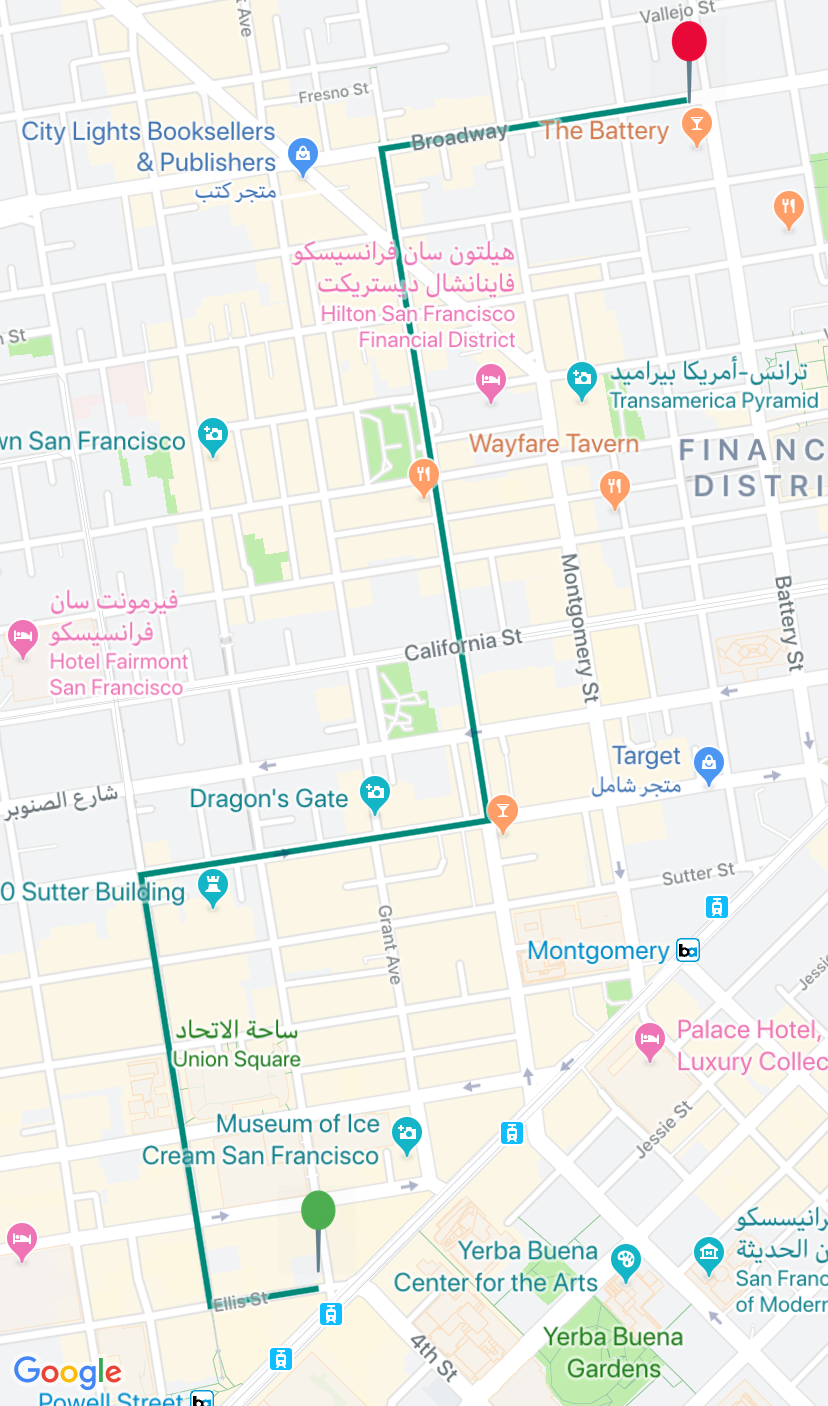 Vallejo St
t Ave
Fresno St
City Lights Booksellers
& Publishers
متجر كتب
Broadway
The Battery
هيلتون سان فرانسيسكو
فاينانشال ديستريكت
Hilton San Francisco
Financial District
n St
ترانس-أمريكا بيراميد
Transamerica Pyramid
wn San Francisco
Wayfare Tavern
FINANC
DISTRI
Montgomery St
Battery St
فيرمونت سان
فرانسيسكو
Hotel Fairmont
San Francisco
California St
Target
متجر شامل
شارع الصنوبر
Dragon's Gate
0 Sutter Building
Sutter St
Grant Ave
Montgomery
ba
Jessie
ساحة الاتحاد
Union Square
Palace Hotel,
Luxury Collec
Museum of Ice
Cream San Francisco
Jessie St
رانيسسكو
ن الحديثة
San Franc
of Modern
Yerba Buena
Center for the Arts
Ellis St
Yerba Buena
Gardens
4th St
Google
Powell Street
ba